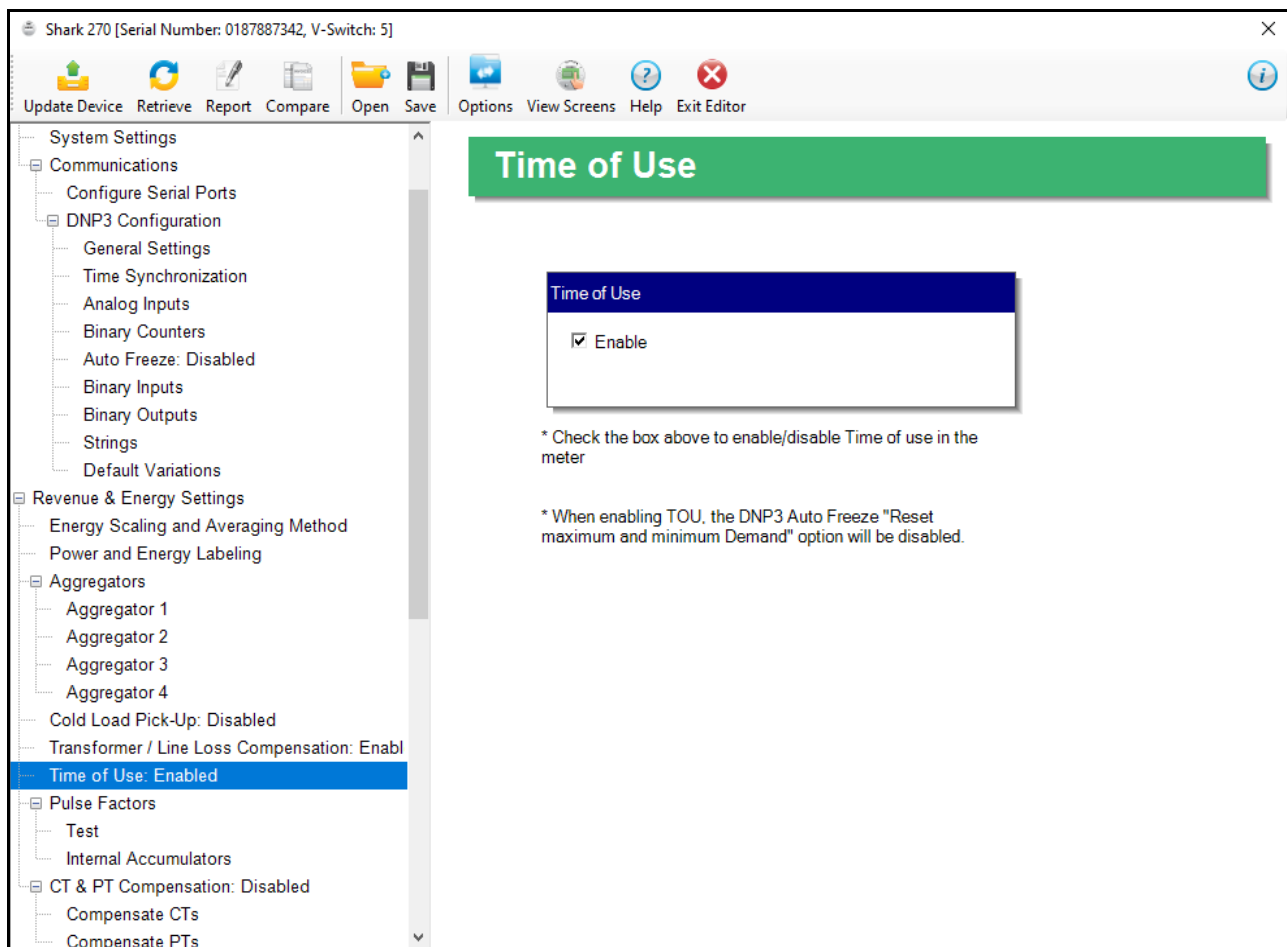 Shark 270 [Serial Number: 0187887342, V-Switch: 5]
Update Device Retrieve Report Compare Open Save Options View Screens Help Exit Editor
System Settings
Communications
Configure Serial Ports
DNP3 Configuration
General Settings
Time Synchronization
Analog Inputs
Binary Counters
Auto Freeze: Disabled
Binary Inputs
Binary Outputs
Strings
Default Variations
Revenue & Energy Settings
Energy Scaling and Averaging Method
Power and Energy Labeling
Aggregators
Aggregator 1
Aggregator 2
Aggregator 3
Aggregator 4
Cold Load Pick-Up: Disabled
Transformer / Line Loss Compensation: Enabl
Time of Use: Enabled
Pulse Factors
Test
Internal Accumulators
CT & PT Compensation: Disabled
Compensate CTs
Compensate PTs
Time of Use
Time of Use
Enable
* Check the box above to enable/disable Time of use in the
meter
* When enabling TOU, the DNP3 Auto Freeze "Reset
maximum and minimum Demand" option will be disabled.